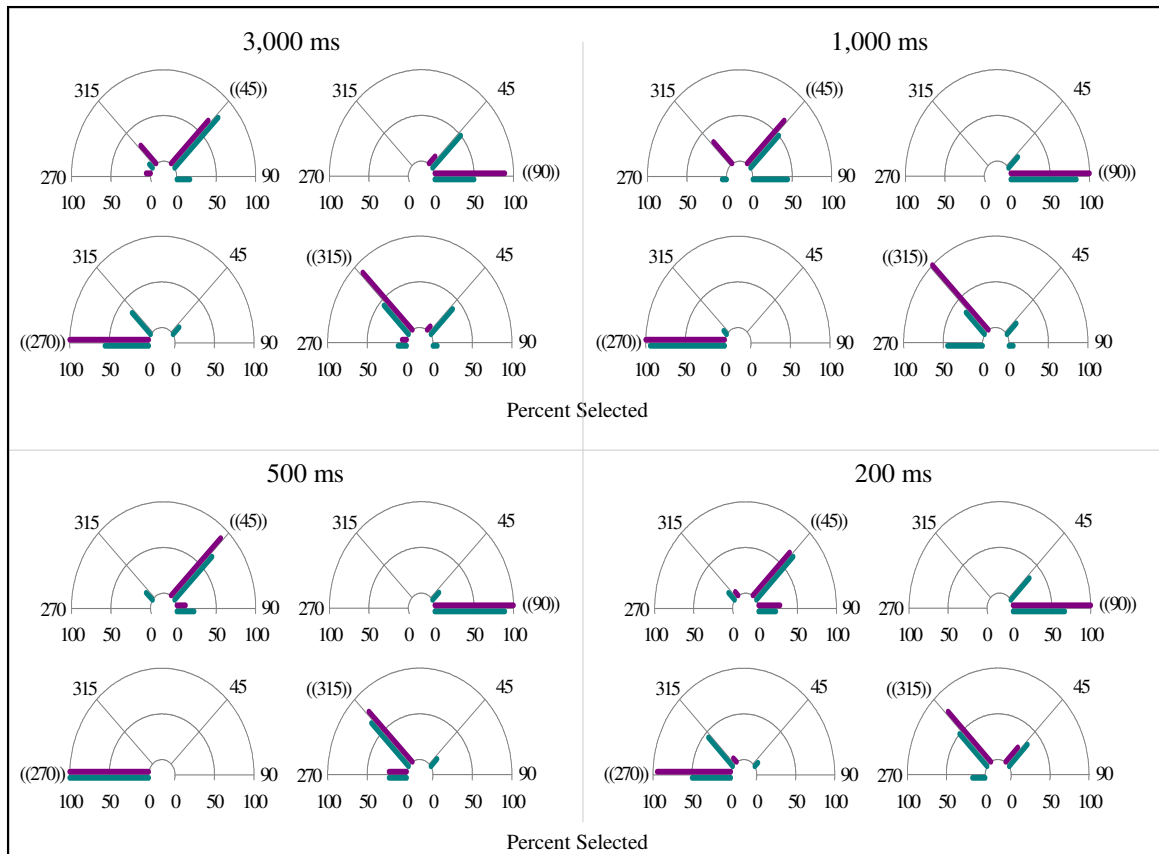 3,000 ms
1,000 ms
315 ((45)) 315 45 315 ((45)) 315 45
270 90 270 ((90)) 270 90 270 ((90))
100 50 0 0 50 100 100 50 0 0 50 100 100 50 0 0 50 100 100 50 0 0 50 100
315 45 ((315)) 45 315 45 ((315)) 45
((270)) 90 270 90 ((270)) 90 270 90
100 50 0 0 50 100 100 50 0 0 50 100 100 50 0 0 50 100 100 50 0 0 50 100
Percent Selected
500 ms
200 ms
315 ((45)) 315 45 315 ((45)) 315 45
270 90 270 ((90)) 270 90 270 ((90))
100 50 0 0 50 100 100 50 0 0 50 100 100 50 0 0 50 100 100 50 0 0 50 100
315 45 ((315)) 45 315 45 ((315)) 45
((270)) 90 270 90 ((270)) 90 270 90
100 50 0 0 50 100 100 50 0 0 50 100 100 50 0 0 50 100 100 50 0 0 50 100
Percent Selected